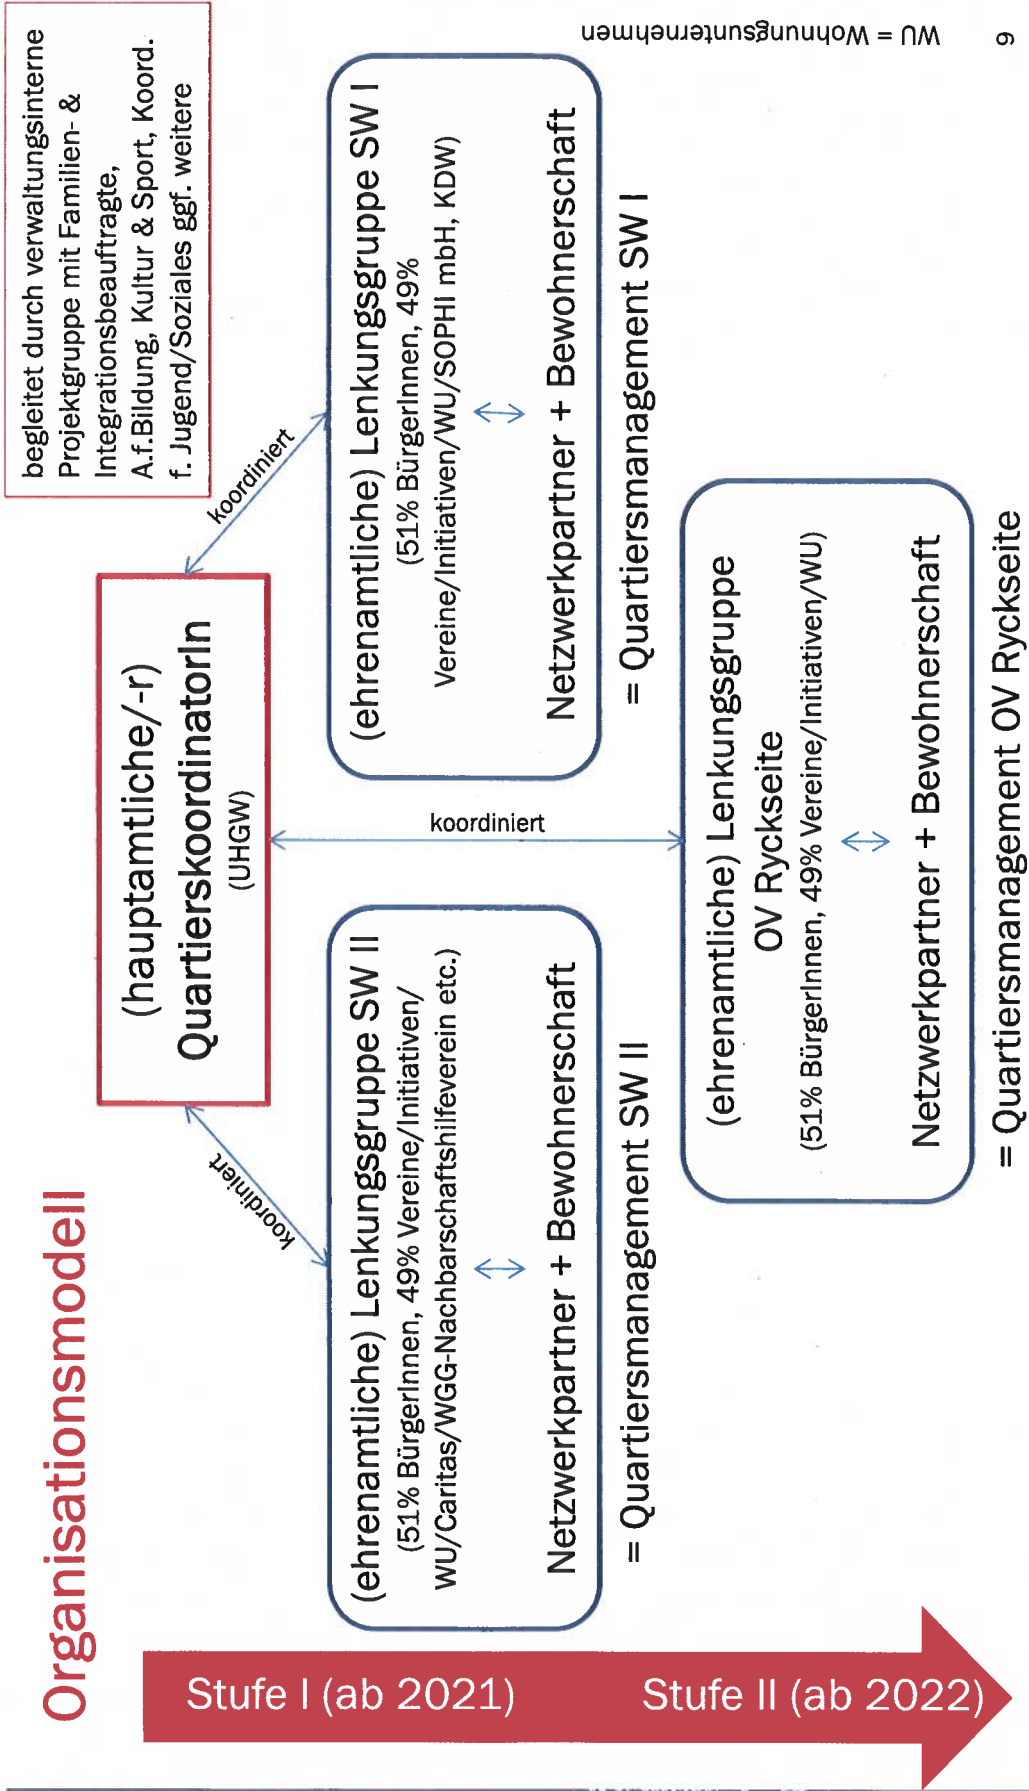 Organisationsmodell
begleitet durch verwaltungsinterne
Projektgruppe mit Familien- &
Integrationsbeauftragte,
A.f.Bildung, Kultur & Sport, Koord.
f. Jugend/Soziales ggf. weitere
(hauptamtliche/-r)
QuartierskoordinatorIn
(UHGW)
koordiniert
koordiniert
koordiniert
Stufe I (ab 2021)
(ehrenamtliche) Lenkungsgruppe SW II
(51% BürgerInnen, 49% Vereine/Initiativen/
WU/Caritas/WGG-Nachbarschaftshilfeverein etc.)
Netzwerkpartner + Bewohnerschaft
= Quartiersmanagement SW II
(ehrenamtliche) Lenkungsgruppe SW I
(51% BürgerInnen, 49%
Vereine/Initiativen/WU/SOPHI mbH, KDW)
Netzwerkpartner + Bewohnerschaft
= Quartiersmanagement SW I
Stufe II (ab 2022)
(ehrenamtliche) Lenkungsgruppe
OV Ryckseite
(51% BürgerInnen, 49% Vereine/Initiativen/WU)
Netzwerkpartner + Bewohnerschaft
= Quartiersmanagement OV Ryckseite
WU = Wohnungsunternehmen
6